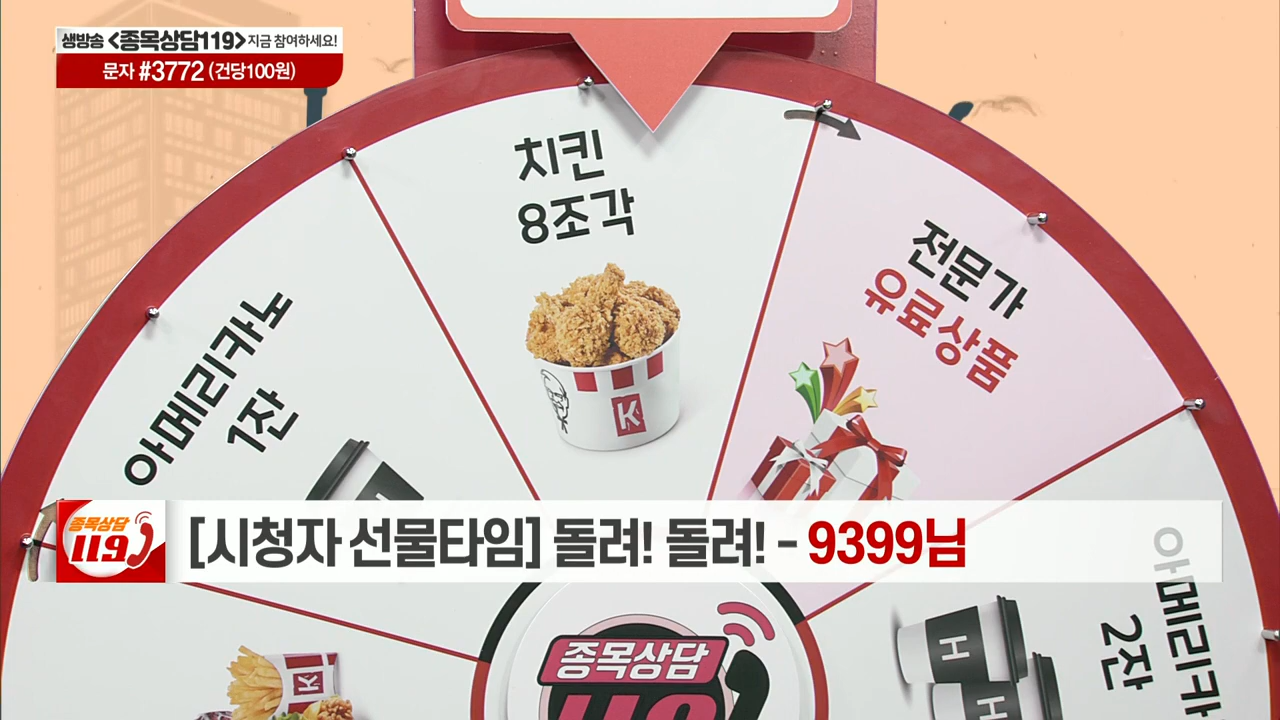 생방송 <종목상담119> 지금 참여하세요!
문자 #3772 (건당100원)
치킨
8조각
전문가
유료상품
아메리카노
1잔
K
종목상담
119
[시청자 선물타임] 돌려! 돌려! - 9399님
아메리카
2잔
H
H
K
종목상담
119